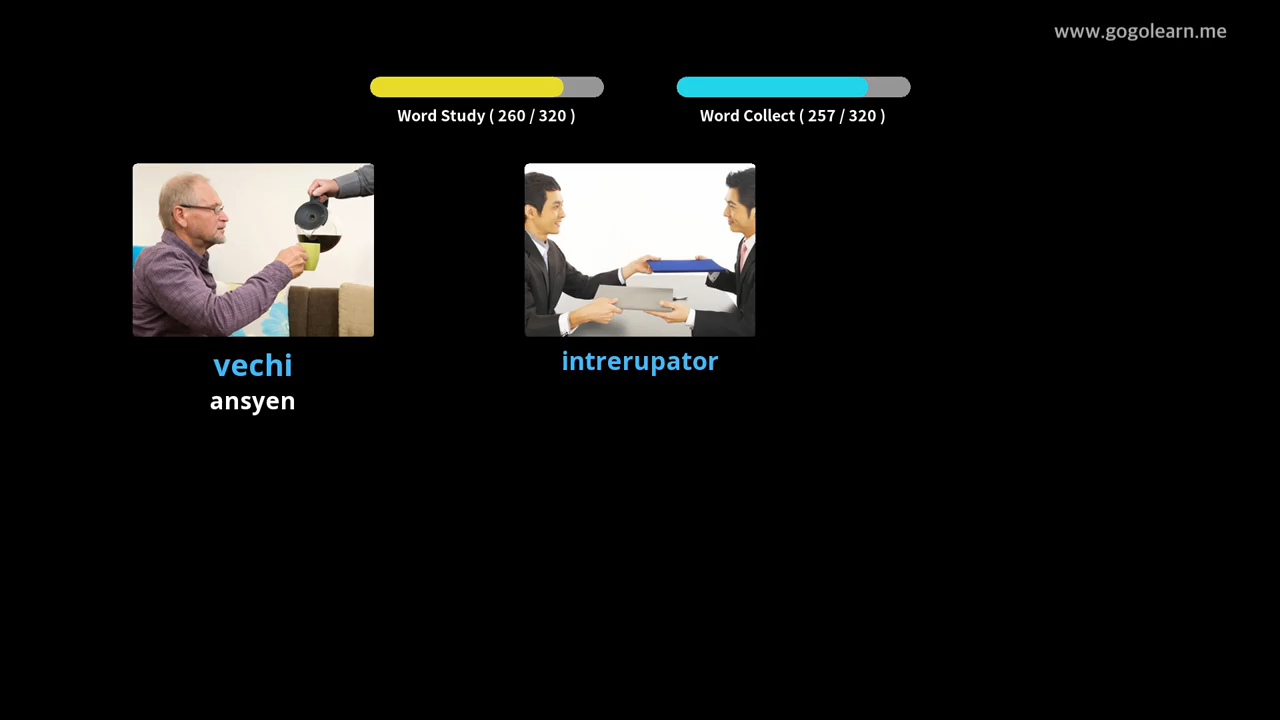 www.gogolearn.me
Word Study ( 260 / 320 )
Word Collect ( 257 / 320 )
vechi
ansyen
intrerupator